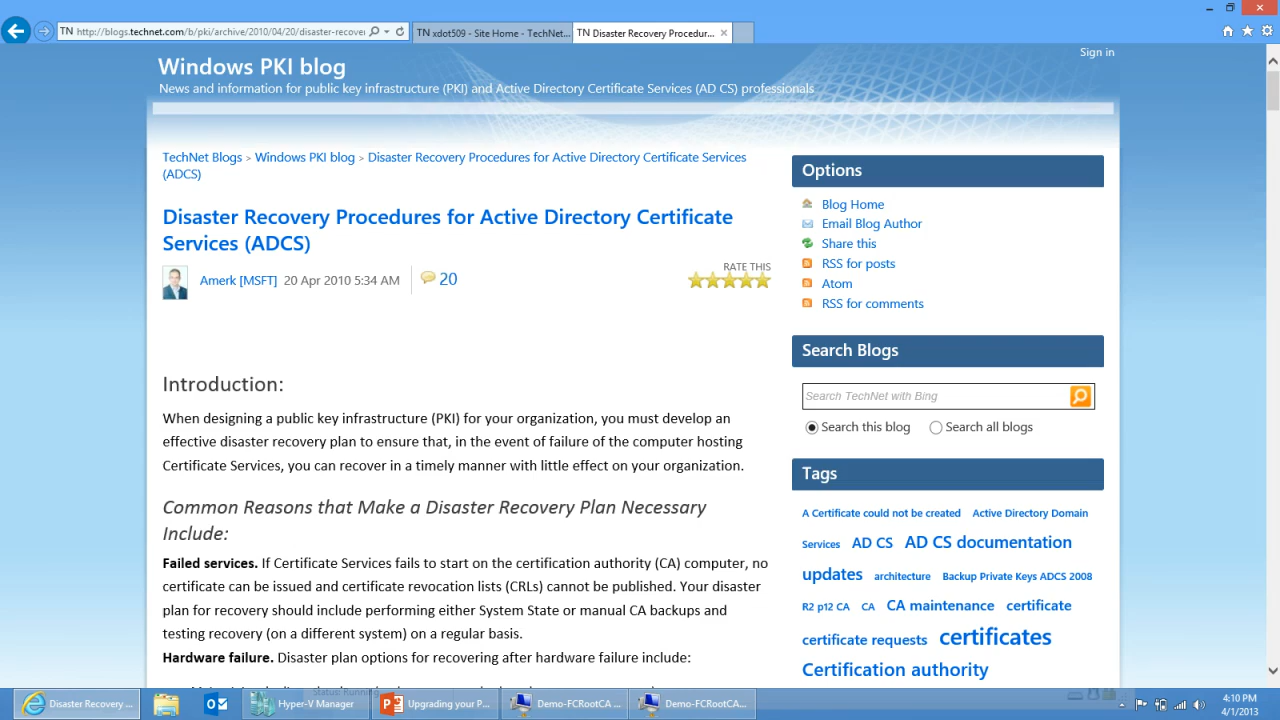 TN http://blogs.technet.com/b/pki/archive/2010/04/20/disaster-recover
TN xdot509 - Site Home - TechNet...
TN Disaster Recovery Procedur...
Sign in
Windows PKI blog
News and information for public key infrastructure (PKI) and Active Directory Certificate Services (AD CS) professionals
TechNet Blogs > Windows PKI blog > Disaster Recovery Procedures for Active Directory Certificate Services
(ADCS)
Disaster Recovery Procedures for Active Directory Certificate
Services (ADCS)
Amerk [MSFT] 20 Apr 2010 5:34 AM 20
RATE THIS
Introduction:
When designing a public key infrastructure (PKI) for your organization, you must develop an
effective disaster recovery plan to ensure that, in the event of failure of the computer hosting
Certificate Services, you can recover in a timely manner with little effect on your organization.
Common Reasons that Make a Disaster Recovery Plan Necessary
Include:
Failed services. If Certificate Services fails to start on the certification authority (CA) computer, no
certificate can be issued and certificate revocation lists (CRLs) cannot be published. Your disaster
plan for recovery should include performing either System State or manual CA backups and
testing recovery (on a different system) on a regular basis.
Hardware failure. Disaster plan options for recovering after hardware failure include:
Options
Blog Home
Email Blog Author
Share this
RSS for posts
Atom
RSS for comments
Search Blogs
Search TechNet with Bing
Search this blog Search all blogs
Tags
A Certificate could not be created Active Directory Domain
Services AD CS AD CS documentation
updates architecture Backup Private Keys ADCS 2008
R2 p12 CA CA CA maintenance certificate
certificate requests certificates
Certification authority
Status: Running
Disaster Recovery ...
Hyper-V Manager
Upgrading your P...
Demo-FCRootCA ...
Demo-FCRootCA...
4:10 PM
4/1/2013